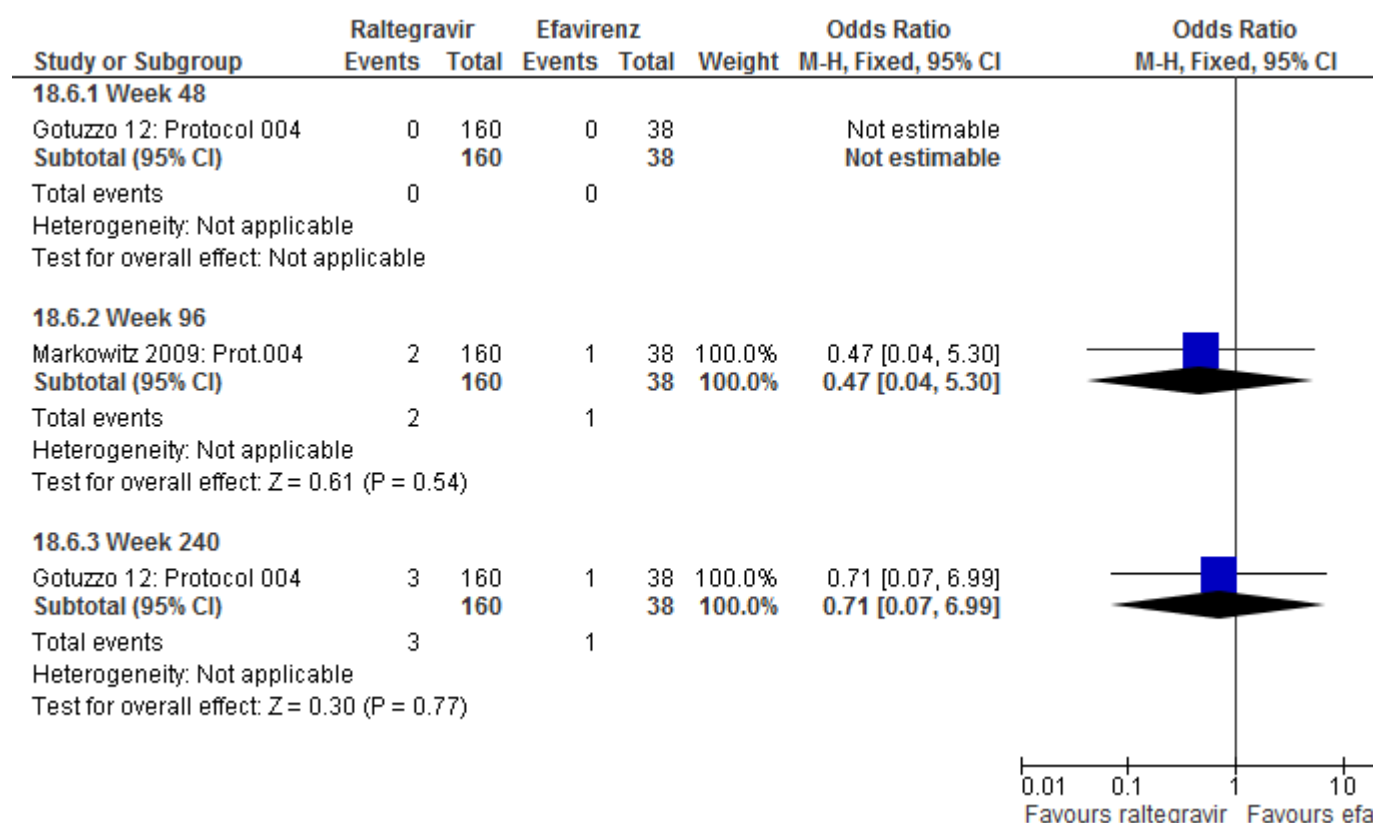 Raltegravir Efavirenz Odds Ratio Odds Ratio
Study or Subgroup Events Total Events Total Weight M-H, Fixed, 95% CI M-H, Fixed, 95% CI
18.6.1 Week 48
Gotuzzo 12: Protocol 004 0 160 0 38 Not estimable
Subtotal (95% CI) 160 38 Not estimable
Total events 0 0
Heterogeneity: Not applicable
Test for overall effect: Not applicable
18.6.2 Week 96
Markowitz 2009: Prot.004 2 160 1 38 100.0% 0.47 [0.04, 5.30]
Subtotal (95% CI) 160 38 100.0% 0.47 [0.04, 5.30]
Total events 2 1
Heterogeneity: Not applicable
Test for overall effect: Z = 0.61 (P = 0.54)
18.6.3 Week 240
Gotuzzo 12: Protocol 004 3 160 1 38 100.0% 0.71 [0.07, 6.99]
Subtotal (95% CI) 160 38 100.0% 0.71 [0.07, 6.99]
Total events 3 1
Heterogeneity: Not applicable
Test for overall effect: Z = 0.30 (P = 0.77)
0.01 0.1 1 10
Favours raltegravir Favours efa